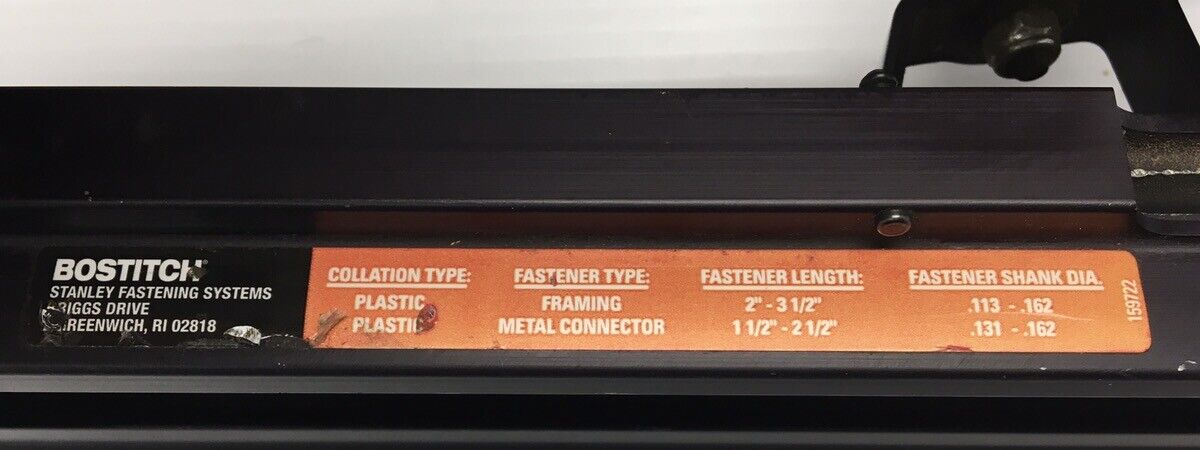 BOSTITCH
STANLEY FASTENING SYSTEMS
DRIVE
RI 02818
COLLATION TYPE: FASTENER TYPE: FASTENER LENGTH: FASTENER SHANK DIA.
PLASTIC FRAMING 2" - 3 1/2" .113 - .162
PLASTIC METAL CONNECTOR 1 1/2" - 2 1/2" .131 - .162
159722